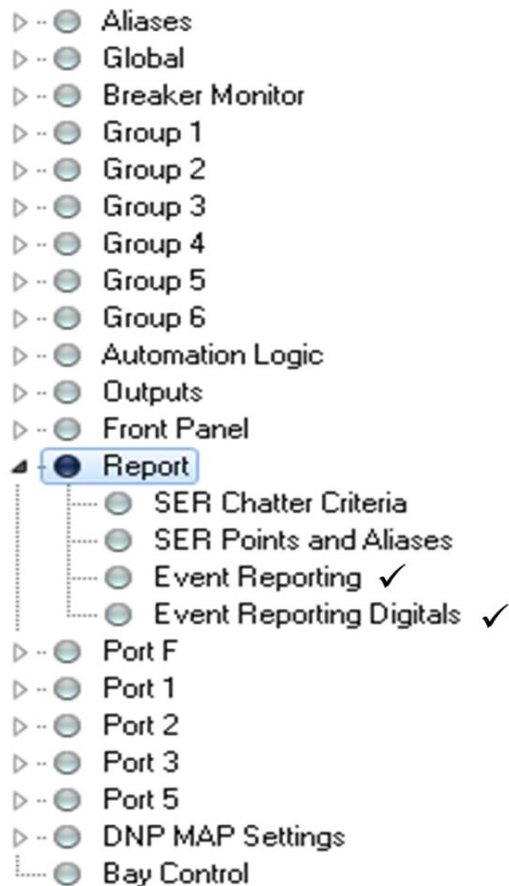 Aliases
Global
Breaker Monitor
Group 1
Group 2
Group 3
Group 4
Group 5
Group 6
Automation Logic
Outputs
Front Panel
Report
SER Chatter Criteria
SER Points and Aliases
Event Reporting ✓
Event Reporting Digitals ✓
Port F
Port 1
Port 2
Port 3
Port 5
DNP MAP Settings
Bay Control